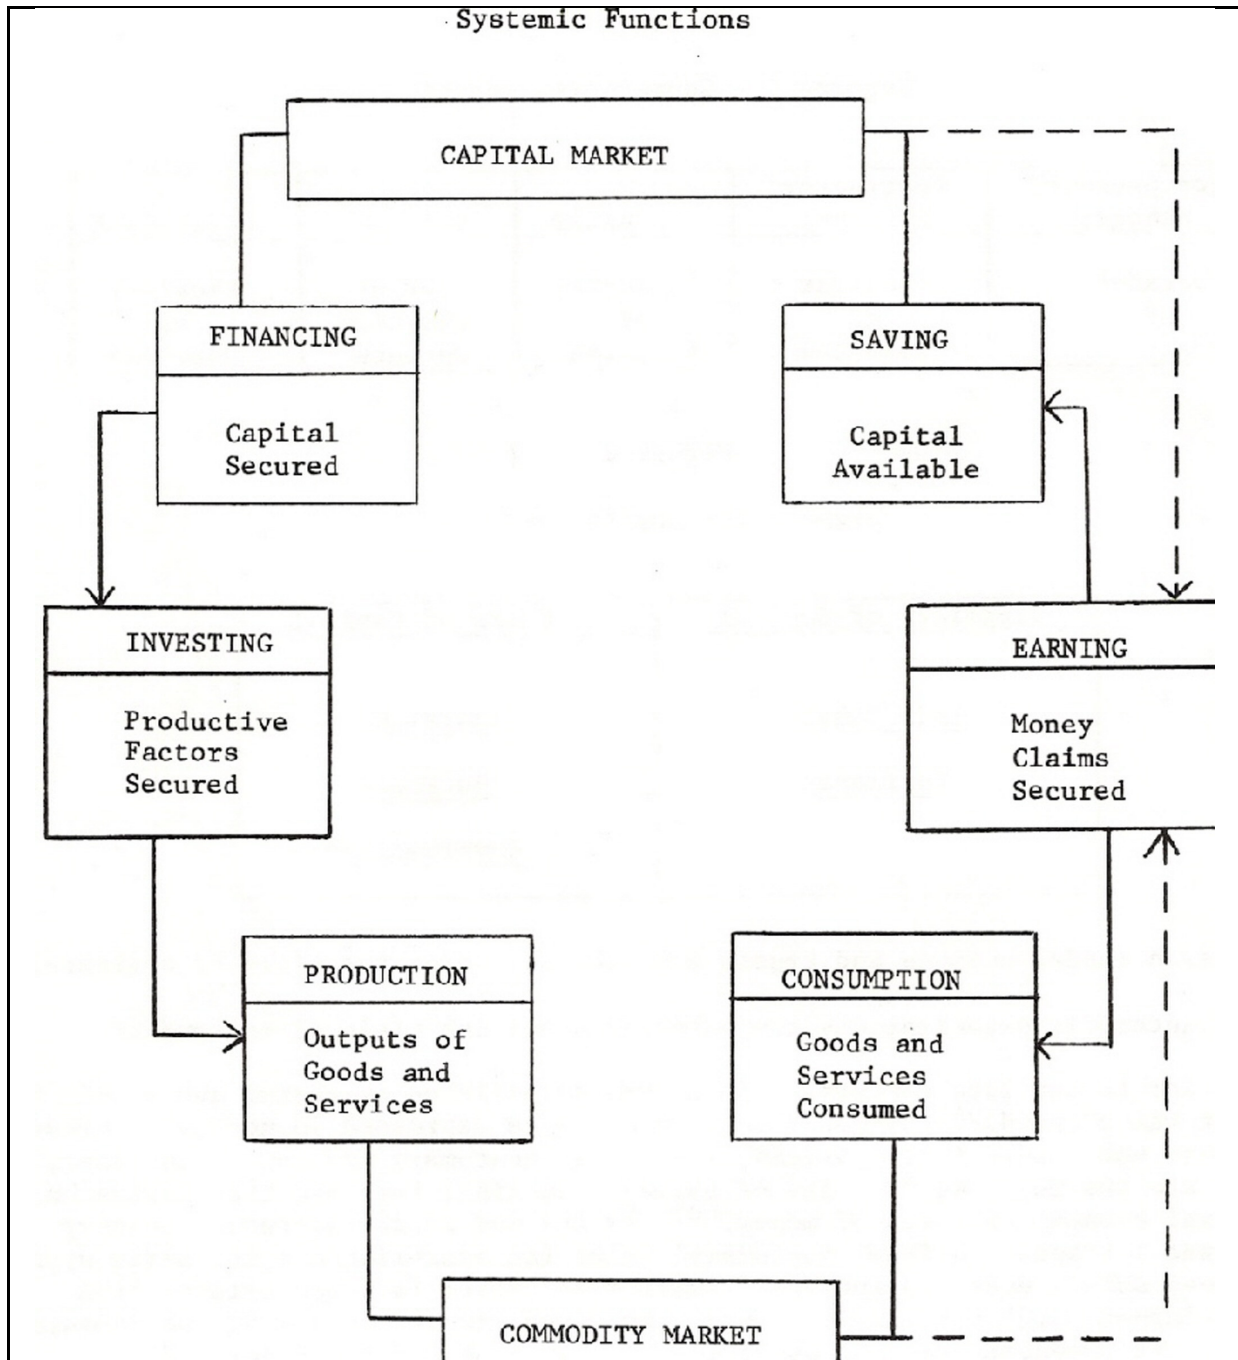 Systemic Functions
CAPITAL MARKET
FINANCING
Capital
Secured
SAVING
Capital
Available
INVESTING
Productive
Factors
Secured
EARNING
Money
Claims
Secured
PRODUCTION
Outputs of
Goods and
Services
CONSUMPTION
Goods and
Services
Consumed
COMMODITY MARKET